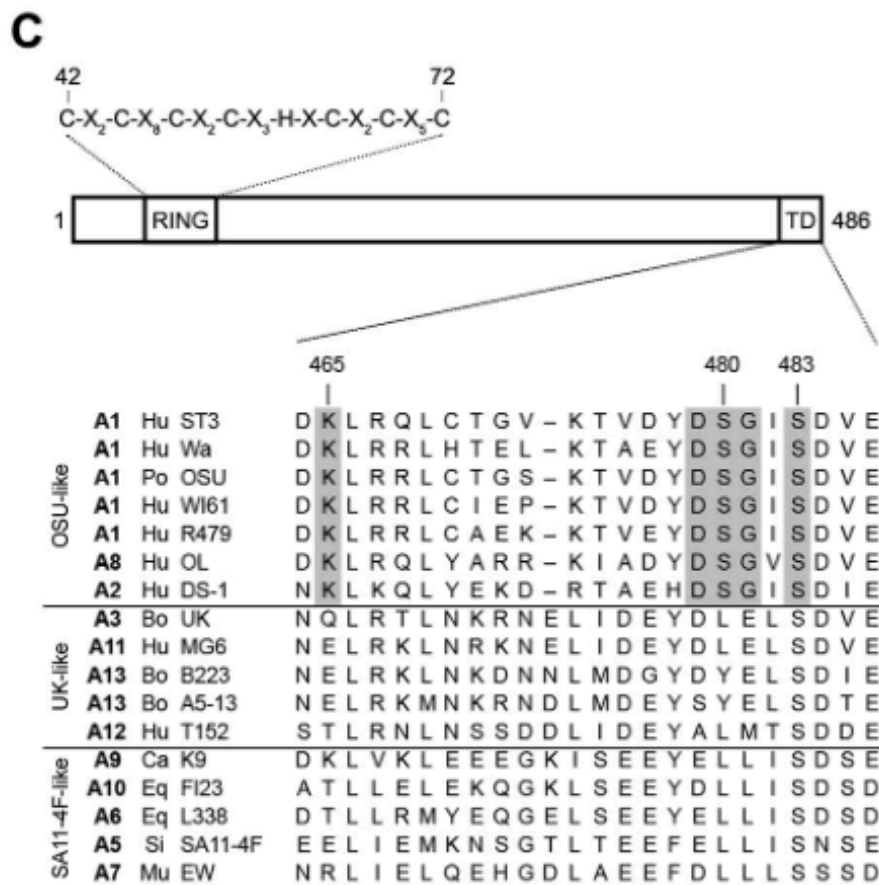 C
42 72
C-X2-C-X8-C-X2-C-X3-H-X-C-X2-C-X5-C
1 RING TD 486
465 480 483
OSU-like
A1 Hu ST3 D K L R Q L C T G V – K T V D Y D S G I S D V E
A1 Hu Wa D K L R R L H T E L - K T A E Y D S G I S D V E
A1 Po OSU D K L R R L C T G S - K T V D Y D S G I S D V E
A1 Hu WI61 D K L R R L C I E P - K T V D Y D S G I S D V E
A1 Hu R479 D K L R R L C A E K – K T V E Y D S G I S D V E
A8 Hu OL D K L R Q L Y A R R – K I A D Y D S G V S D V E
A2 Hu DS-1 N K L K Q L Y E K D – R T A E H D S G I S D I E
UK-like
A3 Bo UK N Q L R T L N K R N E L I D E Y D L E L S D V E
A11 Hu MG6 N E L R K L N R K N E L I D E Y D L E L S D V E
A13 Bo B223 N E L R K L N K D N N L M D G Y D Y E L S D I E
A13 Bo A5-13 N E L R K M N K R N D L M D E Y S Y E L S D T E
A12 Hu T152 S T L R N L N S S D D L I D E Y A L M T S D D E
SA11-4F-like
A9 Ca K9 D K L V K L E E E G K I S E E Y E L L I S D S E
A10 Eq FI23 A T L L E L E K Q G K L S E E Y D L L I S D S D
A6 Eq L338 D T L L R M Y E Q G E L S E E Y E L L I S D S D
A5 Si SA11-4F E E L I E M K N S G T L T E E F E L L I S N S E
A7 Mu EW N R L I E L Q E H G D L A E E F D L L L S S S D